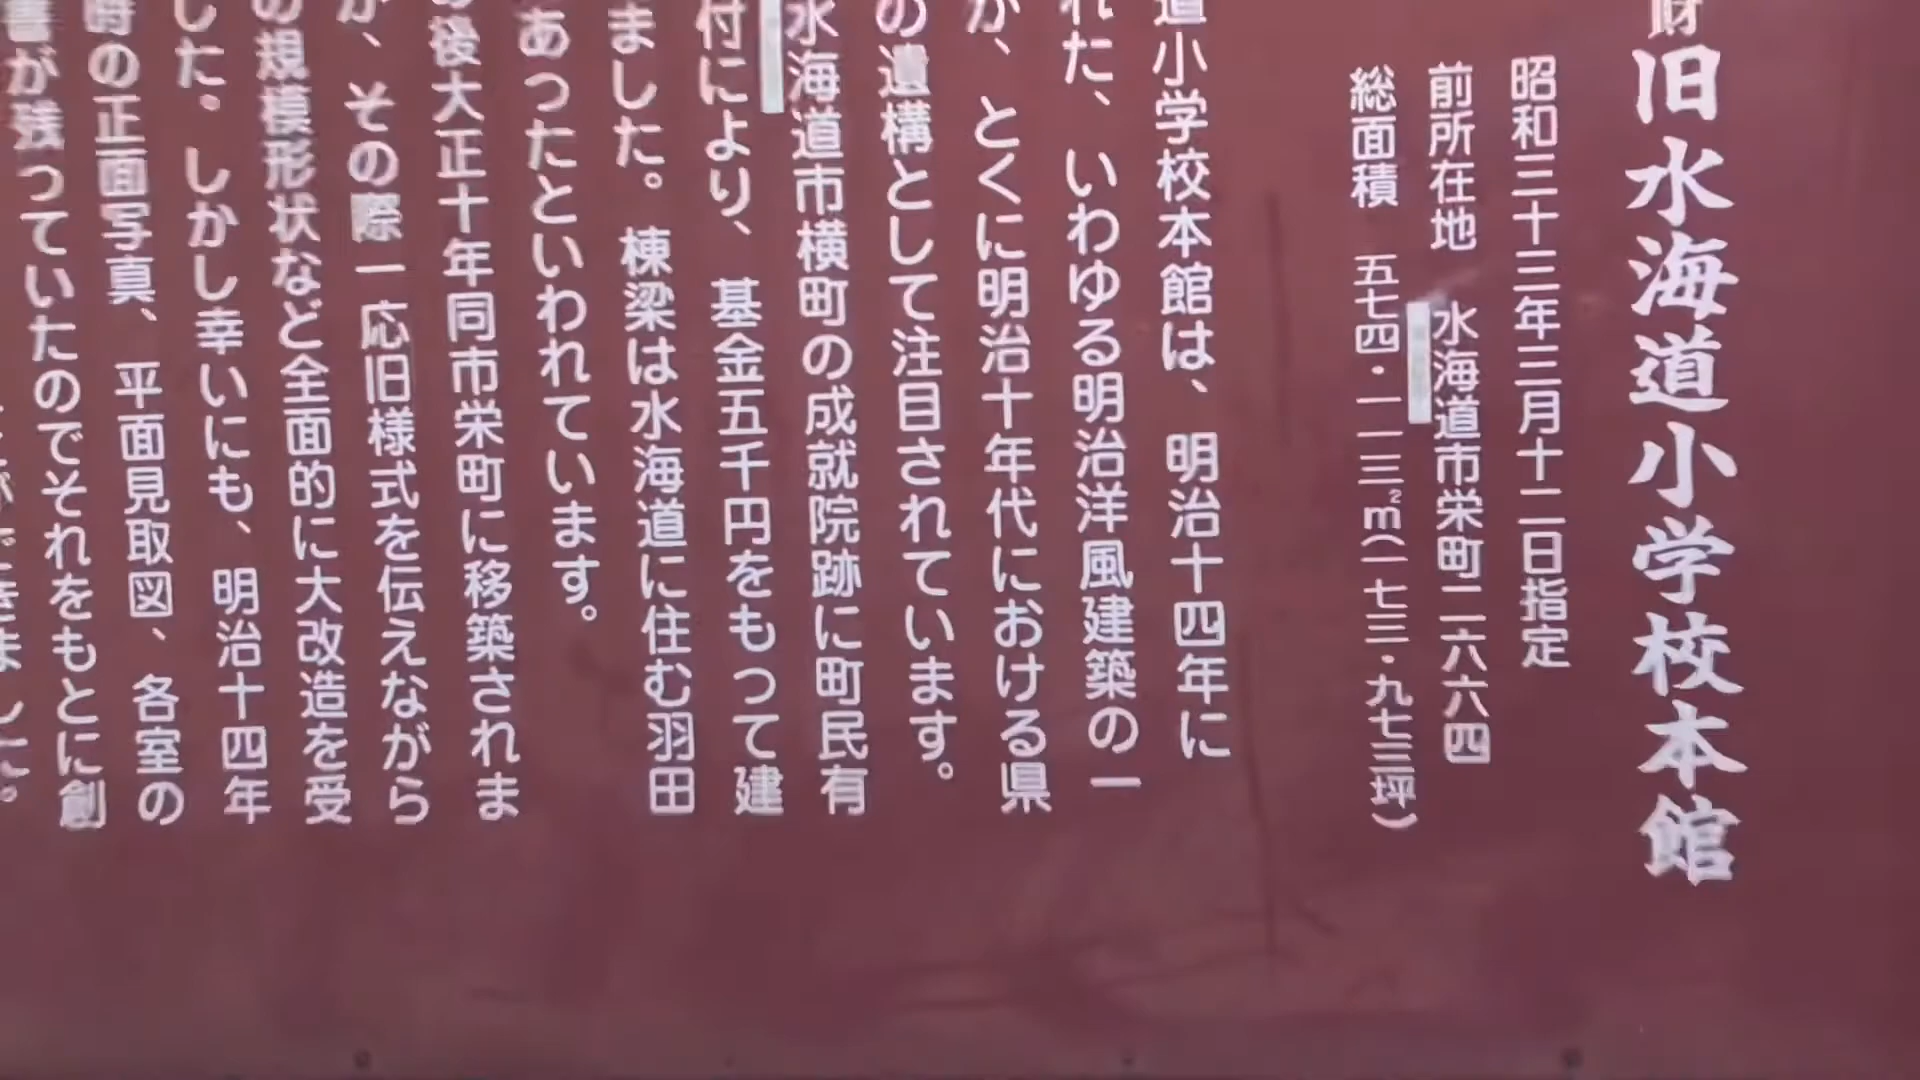 財 旧水海道小学校本館
昭和三十三年三月十二日指定
前所在地 水海道市栄町二六六四
総面積 五七四・一一三㎡(一七三・九七三坪)
道小学校本館は、明治十四年に
れた、いわゆる明治洋風建築の一
が、とくに明治十年代における県
の遺構として注目されています。
水海道市横町の成就院跡に町民有
付により、基金五千円をもって建
ました。棟梁は水海道に住む羽田
あったといわれています。
後大正十年同市栄町に移築されま
が、その際一応旧様式を伝えながら
の規模形状など全面的に大改造を受
した。しかし幸いにも、明治十四年
時の正面写真、平面見取図、各室の
書が残っていたのでそれをもとに創